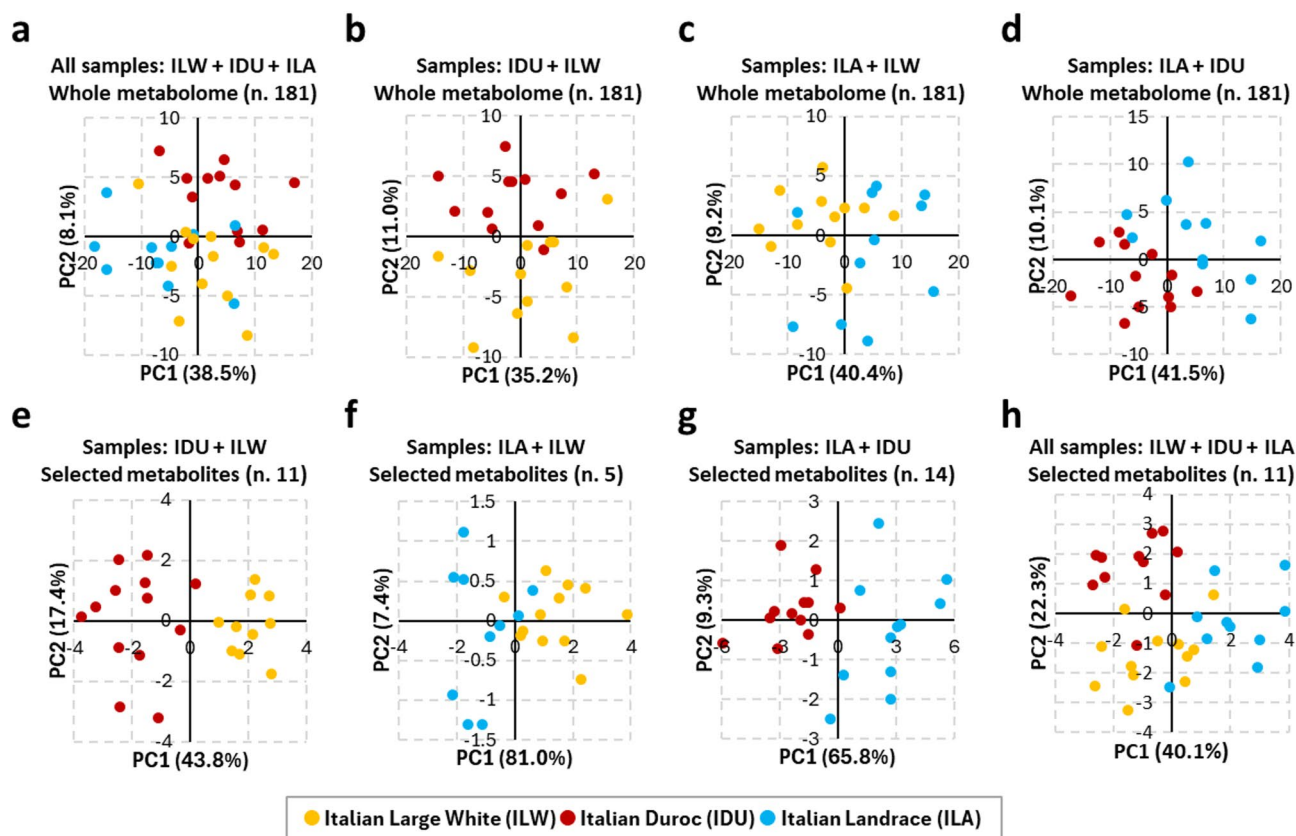 a
All samples: ILW + IDU + ILA
Whole metabolome (n. 181)
PC2 (8.1%)
10
5
0
-5
-10
-20 -10 0 10 20
PC1 (38.5%)
b
Samples: IDU + ILW
Whole metabolome (n. 181)
PC2 (11.0%)
10
5
0
-5
-10
-20 -10 0 10 20
PC1 (35.2%)
c
Samples: ILA + ILW
Whole metabolome (n. 181)
PC2 (9.2%)
10
5
0
-5
-10
-20 -10 0 10 20
PC1 (40.4%)
d
Samples: ILA + IDU
Whole metabolome (n. 181)
PC2 (10.1%)
15
10
5
0
-5
-10
-20 -10 0 10 20
PC1 (41.5%)
e
Samples: IDU + ILW
Selected metabolites (n. 11)
PC2 (17.4%)
4
2
0
-2
-4
-4 -2 0 2 4
PC1 (43.8%)
f
Samples: ILA + ILW
Selected metabolites (n. 5)
PC2 (7.4%)
1.5
1
0.5
0
-0.5
-1
-1.5
-4 -2 0 2 4
PC1 (81.0%)
g
Samples: ILA + IDU
Selected metabolites (n. 14)
PC2 (9.3%)
3
2
1
0
-1
-2
-3
-6 -3 0 3 6
PC1 (65.8%)
h
All samples: ILW + IDU + ILA
Selected metabolites (n. 11)
PC2 (22.3%)
4
3
2
1
0
-1
-2
-3
-4
-4 -2 0 2 4
PC1 (40.1%)
Italian Large White (ILW) Italian Duroc (IDU) Italian Landrace (ILA)